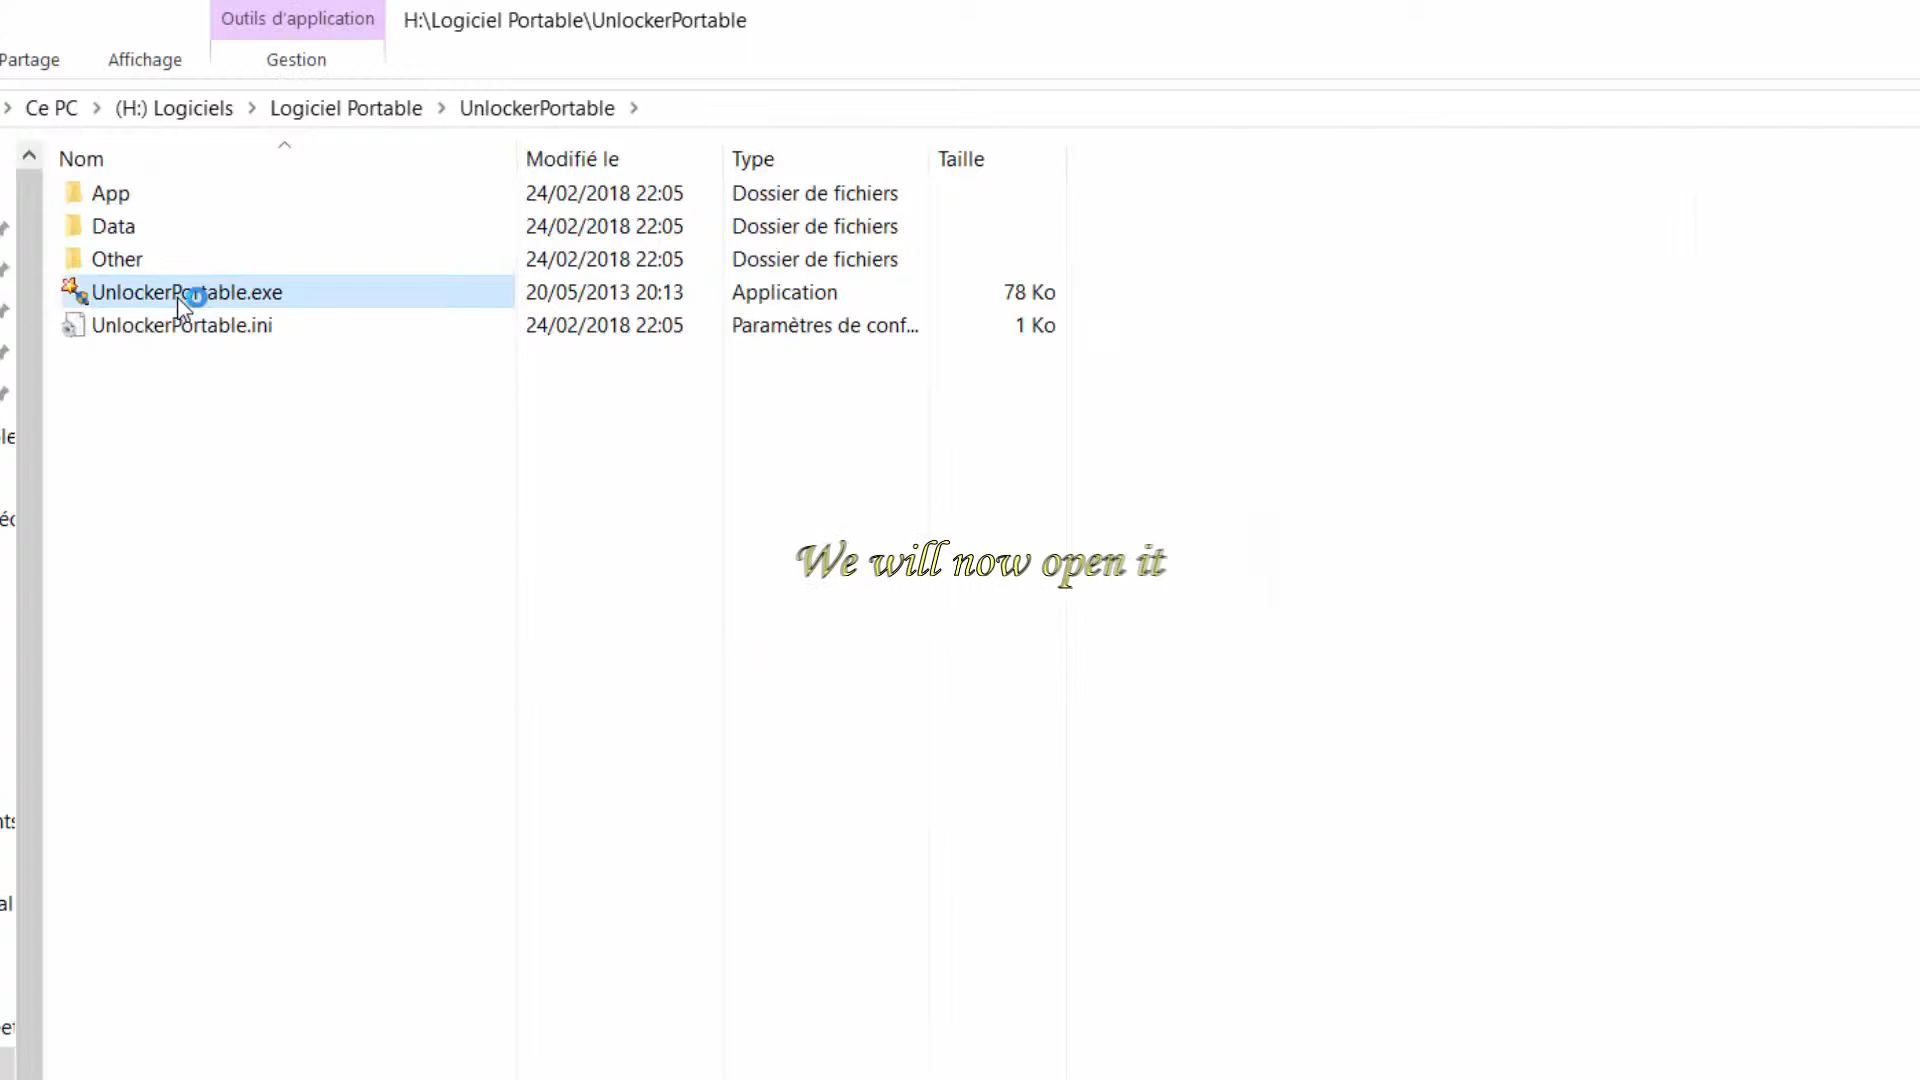 Outils d'application
H:\Logiciel Portable\UnlockerPortable
Partage
Affichage
Gestion
Ce PC > (H:) Logiciels > Logiciel Portable > UnlockerPortable >
Nom Modifié le Type Taille
App 24/02/2018 22:05 Dossier de fichiers
Data 24/02/2018 22:05 Dossier de fichiers
Other 24/02/2018 22:05 Dossier de fichiers
UnlockerPortable.exe 20/05/2013 20:13 Application 78 Ko
UnlockerPortable.ini 24/02/2018 22:05 Paramètres de conf... 1 Ko
We will now open it